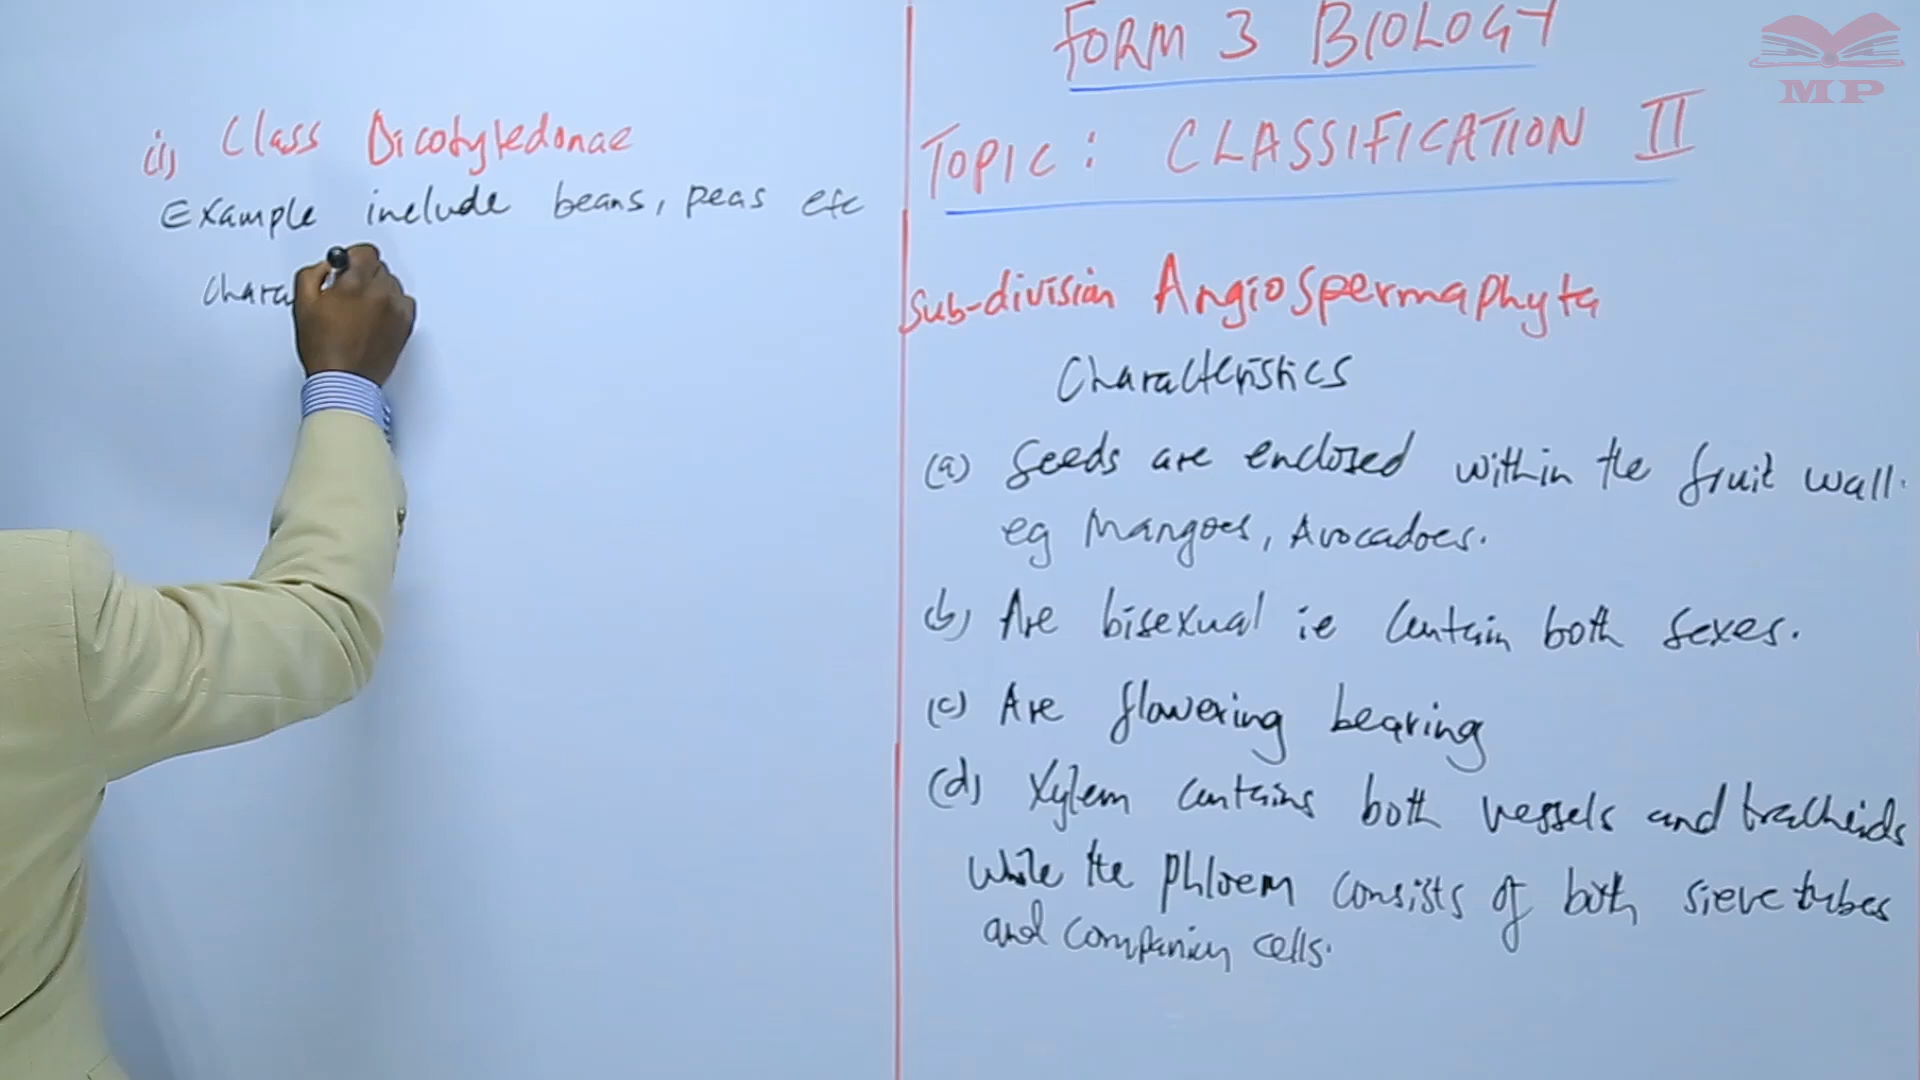 (ii) Class Dicotyledonae
Example include beans, peas etc
Charac
FORM 3 BIOLOGY
TOPIC: CLASSIFICATION II
Sub-division Angiospermaphyta
Characteristics
(a) Seeds are enclosed within the fruit wall.
eg Mangoes, Avocadoes.
(b) Are bisexual ie contain both sexes.
(c) Are flowering bearing
(d) Xylem contains both vessels and tracheids
While the phloem consists of both sieve tubes
and companion cells.
MP